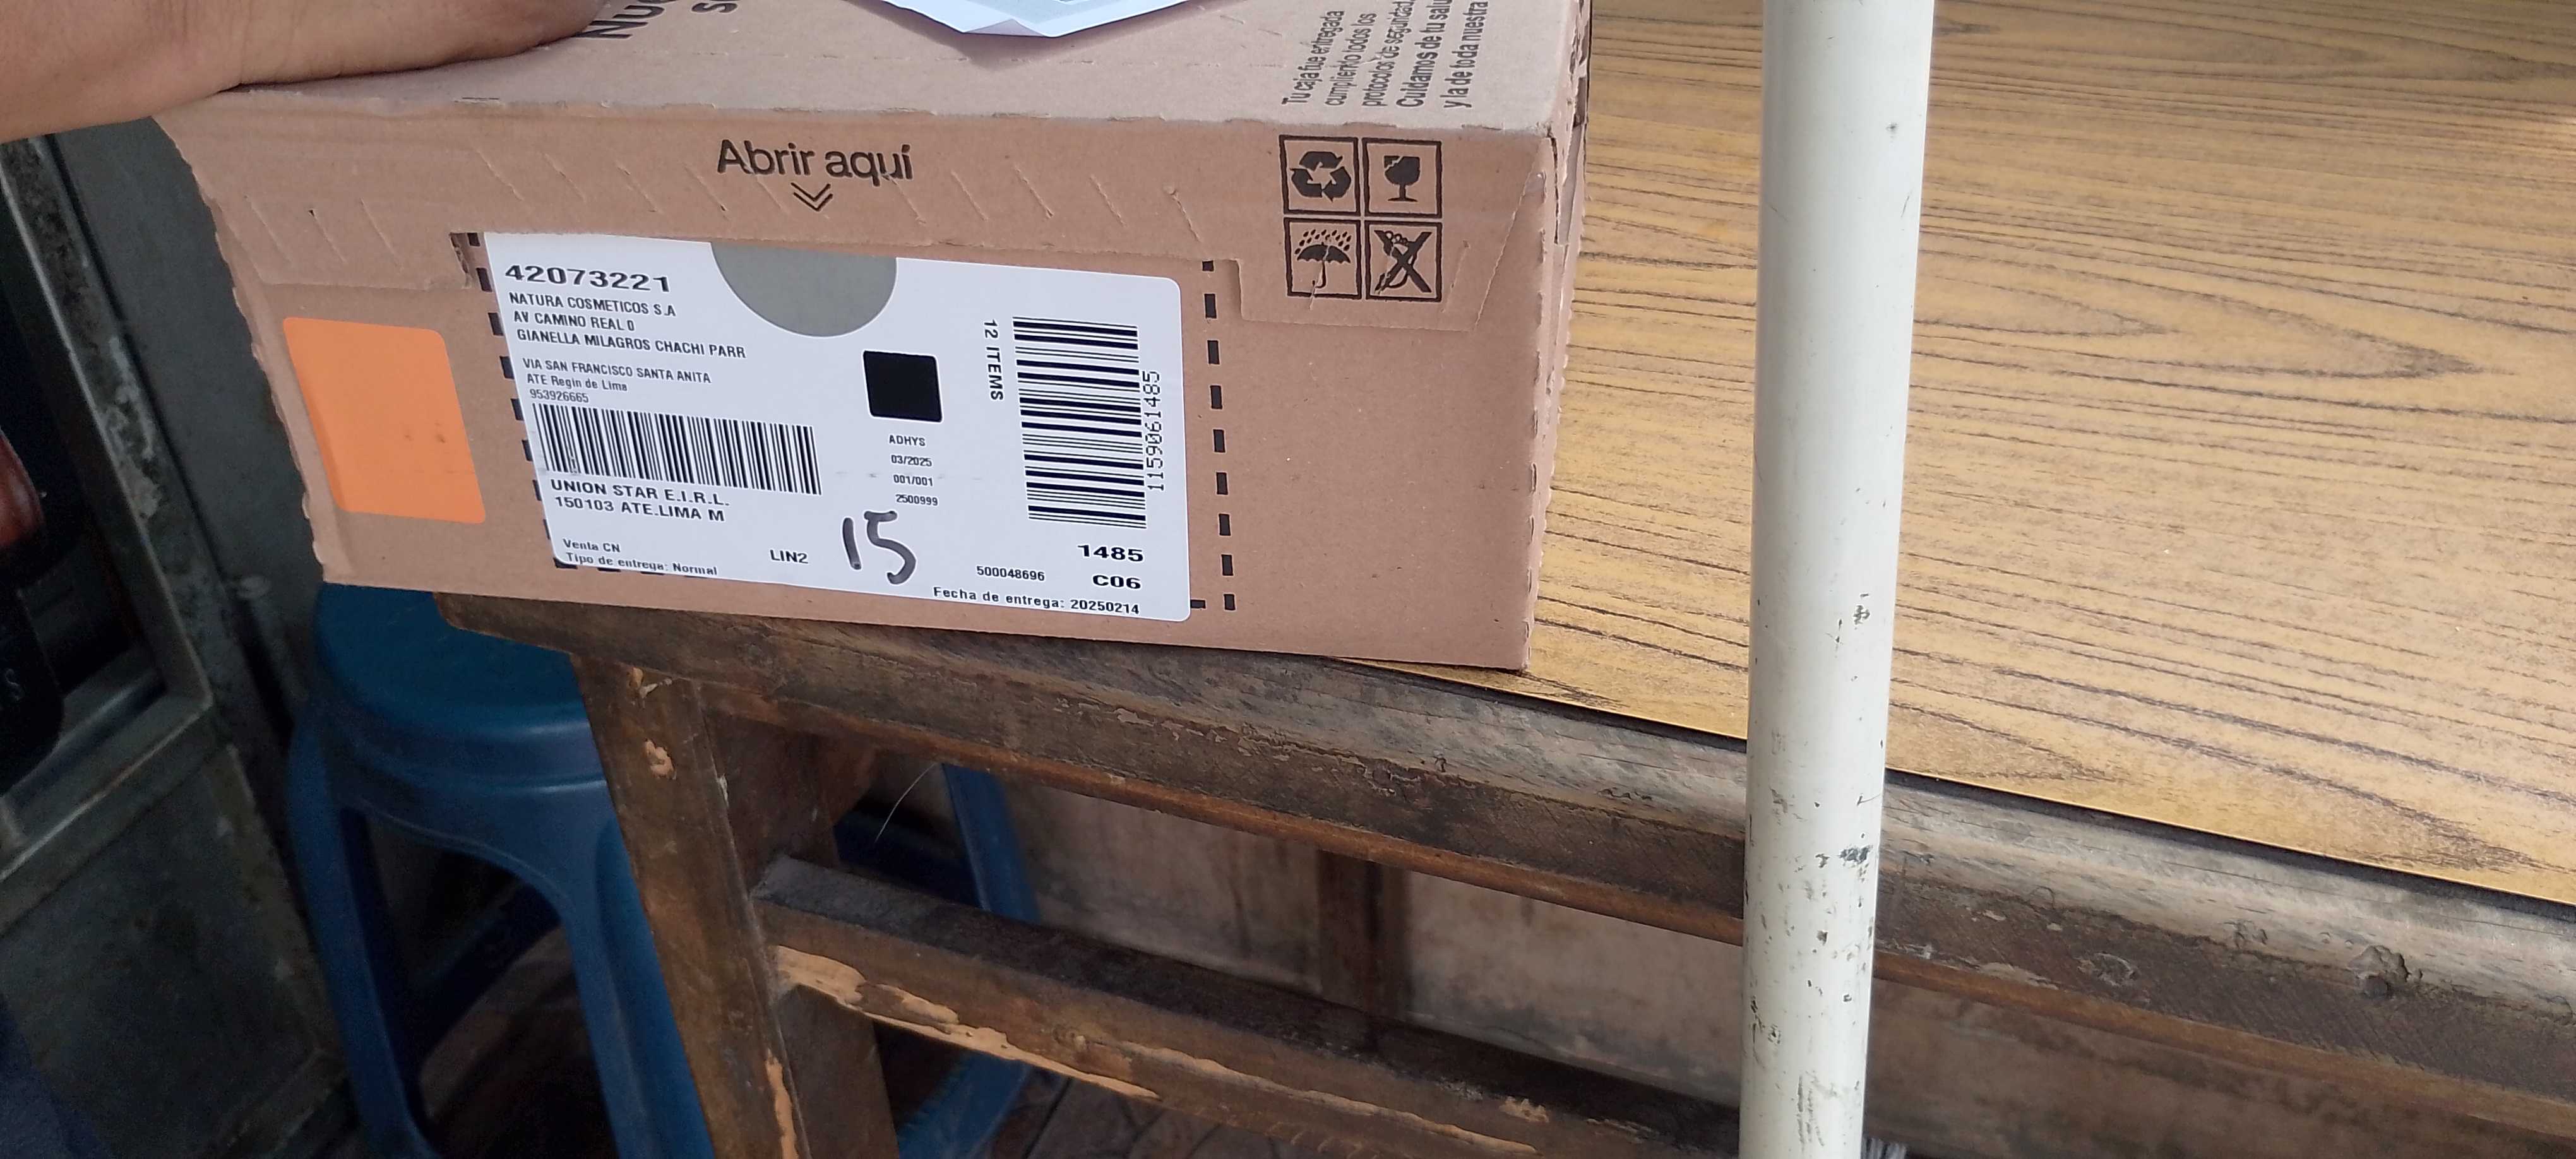 Tu caja fue entregada
cumpliendo todos los
protocolos de seguridad.
Cuidamos de tu salu
y la de toda nuestra
Abrir aquí
42073221
NATURA COSMETICOS S.A
AV CAMINO REAL 0
GIANELLA MILAGROS CHACHI PARR
VIA SAN FRANCISCO SANTA ANITA
ATE Regin de Lima
953926665
UNION STAR E.I.R.L.
150103 ATE.LIMA M
Venta CN
Tipo de entrega: Normal
LIN2
15
ADHYS
03/2025
001/001
2500999
12 ITEMS
1159061485
1485
500048696
C06
Fecha de entrega: 20250214